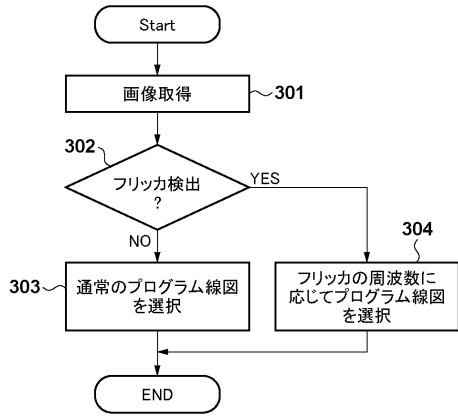 Start
画像取得
301
302
フリッカ検出
?
YES
NO
303
通常のプログラム線図
を選択
304
フリッカの周波数に
応じてプログラム線図
を選択
END